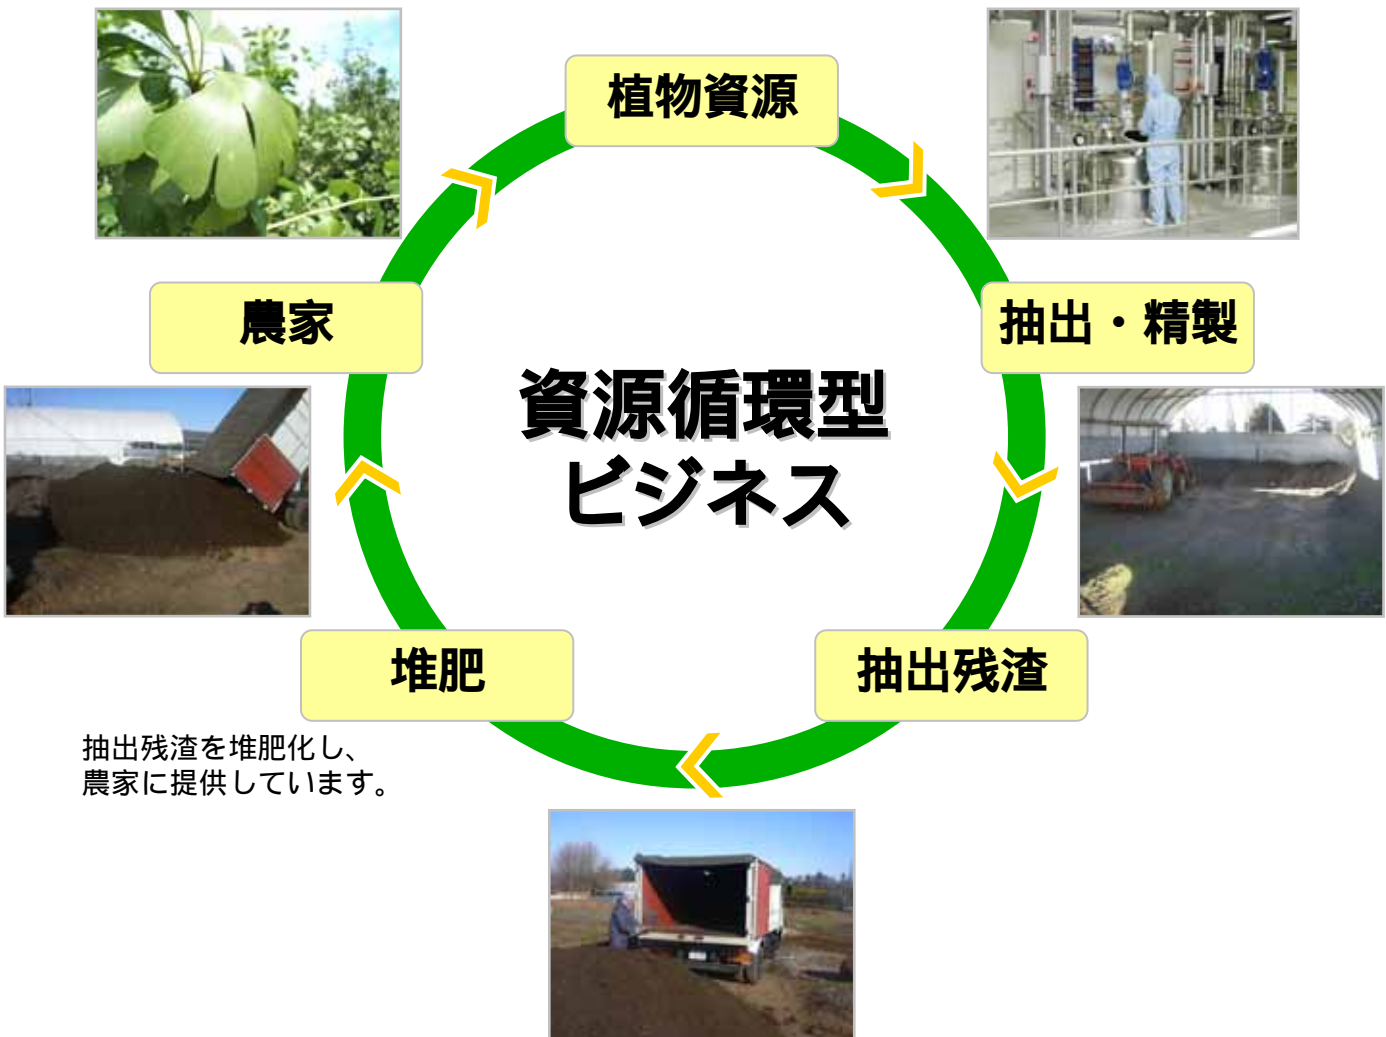 植物資源
農家
抽出・精製
資源循環型
ビジネス
堆肥
抽出残渣
抽出残渣を堆肥化し、
農家に提供しています。